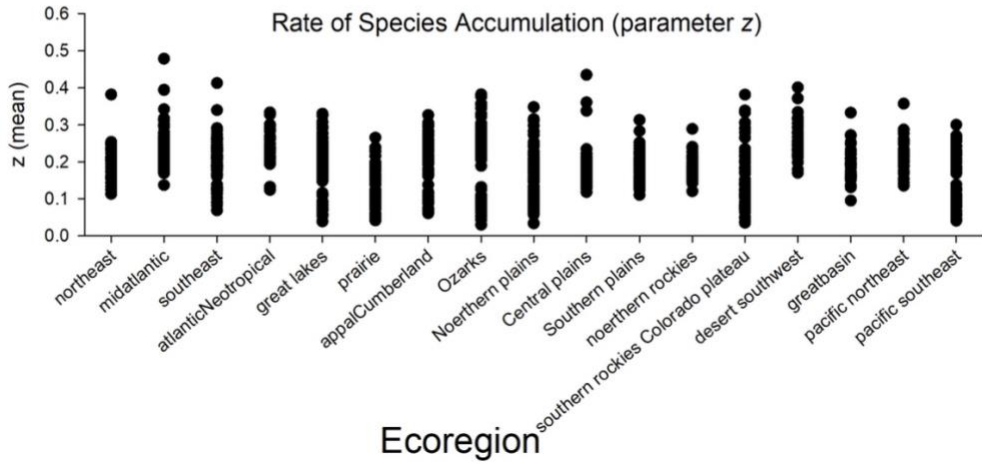 Rate of Species Accumulation (parameter z)
z (mean)
0.6
0.5
0.4
0.3
0.2
0.1
0.0
northeast
midatlantic
southeast
atlanticNeotropical
great lakes
prairie
appalCumberland
Ozarks
Noerthern plains
Central plains
Southern plains
noerthern rockies
southern rockies Colorado plateau
desert southwest
greatbasin
pacific northeast
pacific southeast
Ecoregion